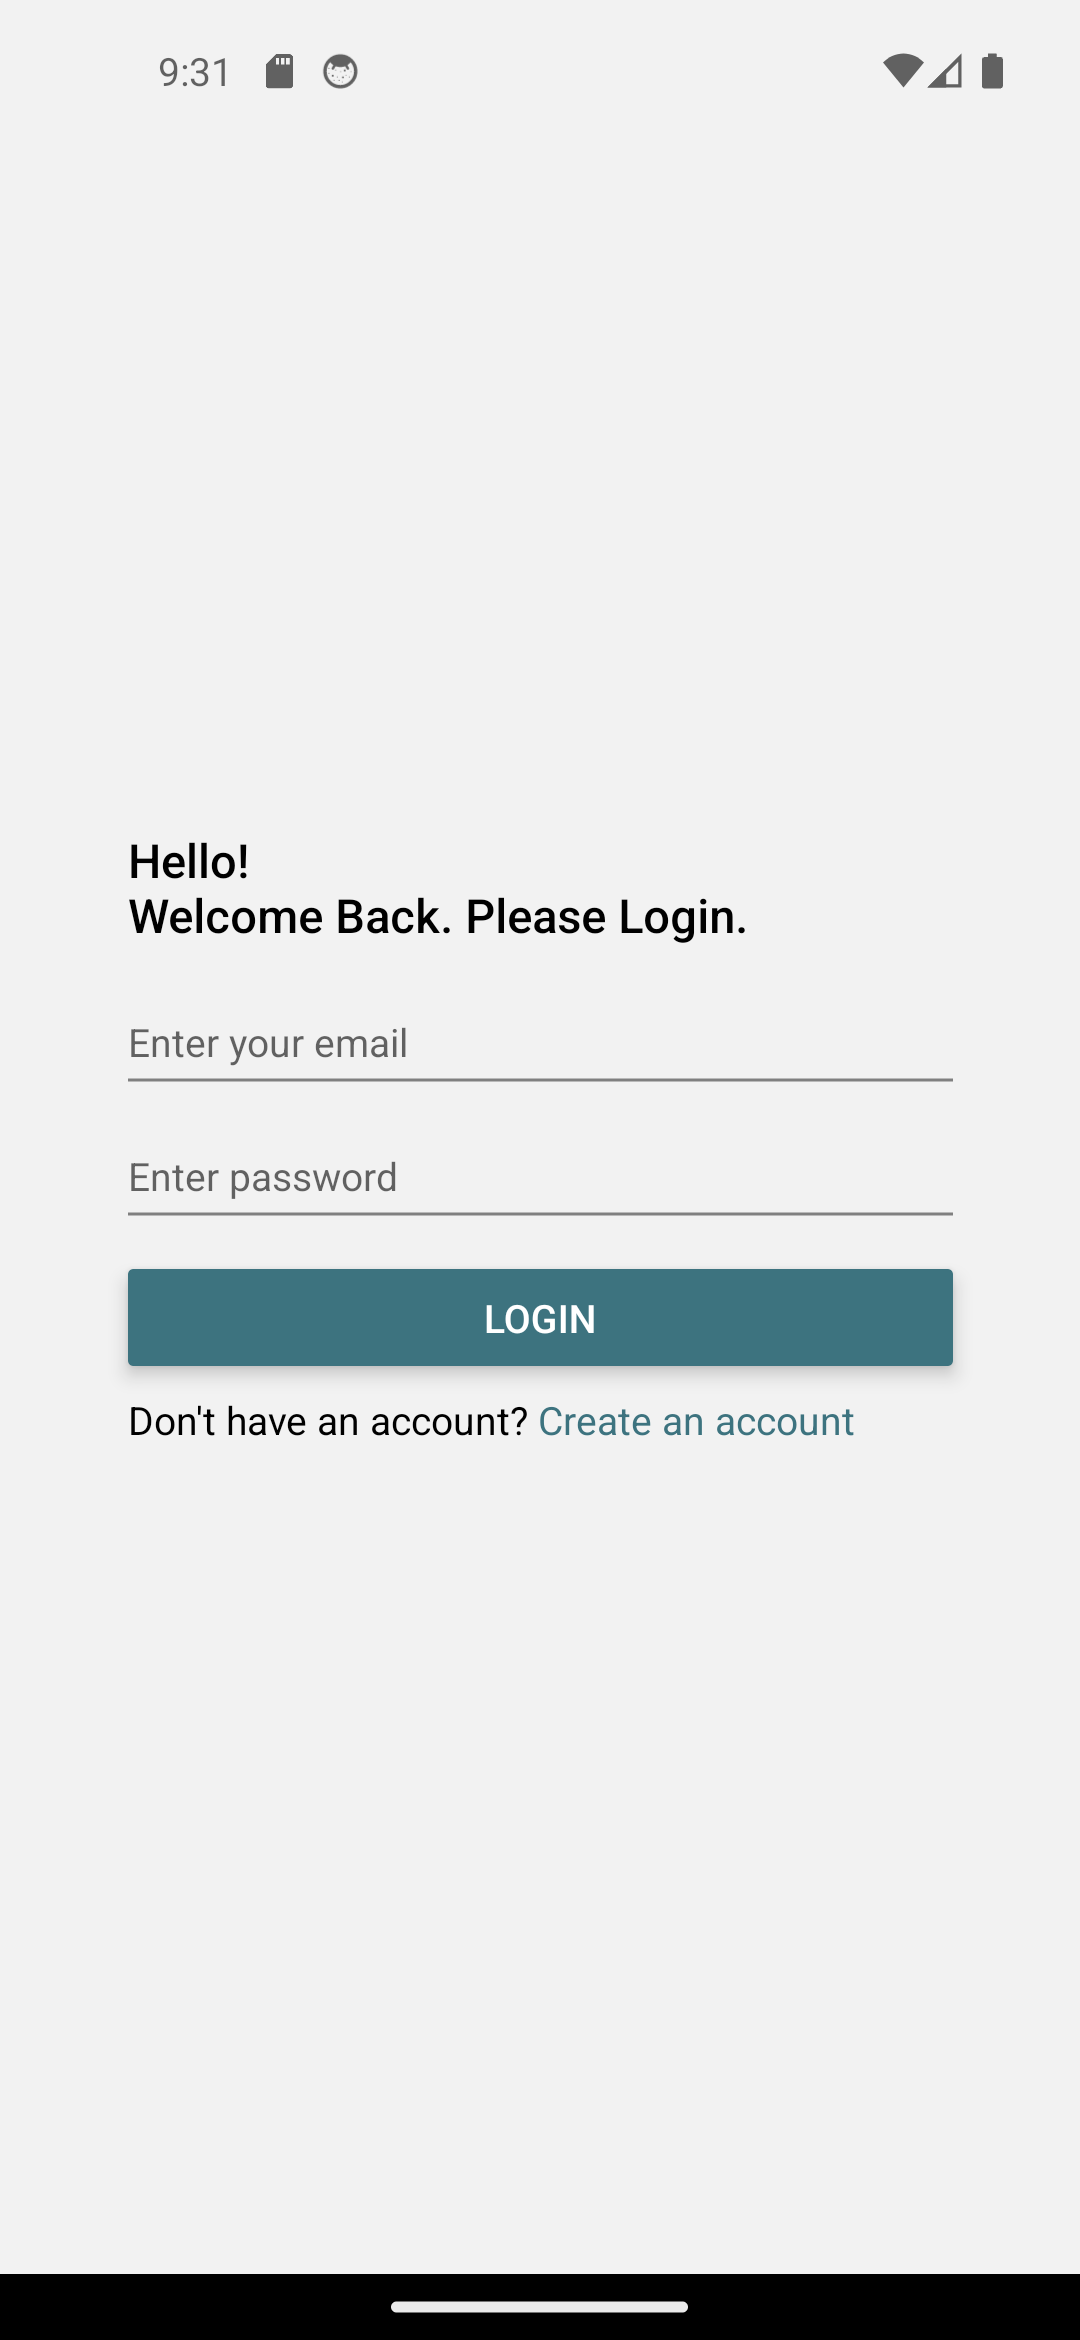 9:31
Hello!
Welcome Back. Please Login.
Enter your email
Enter password
LOGIN
Don't have an account? Create an account